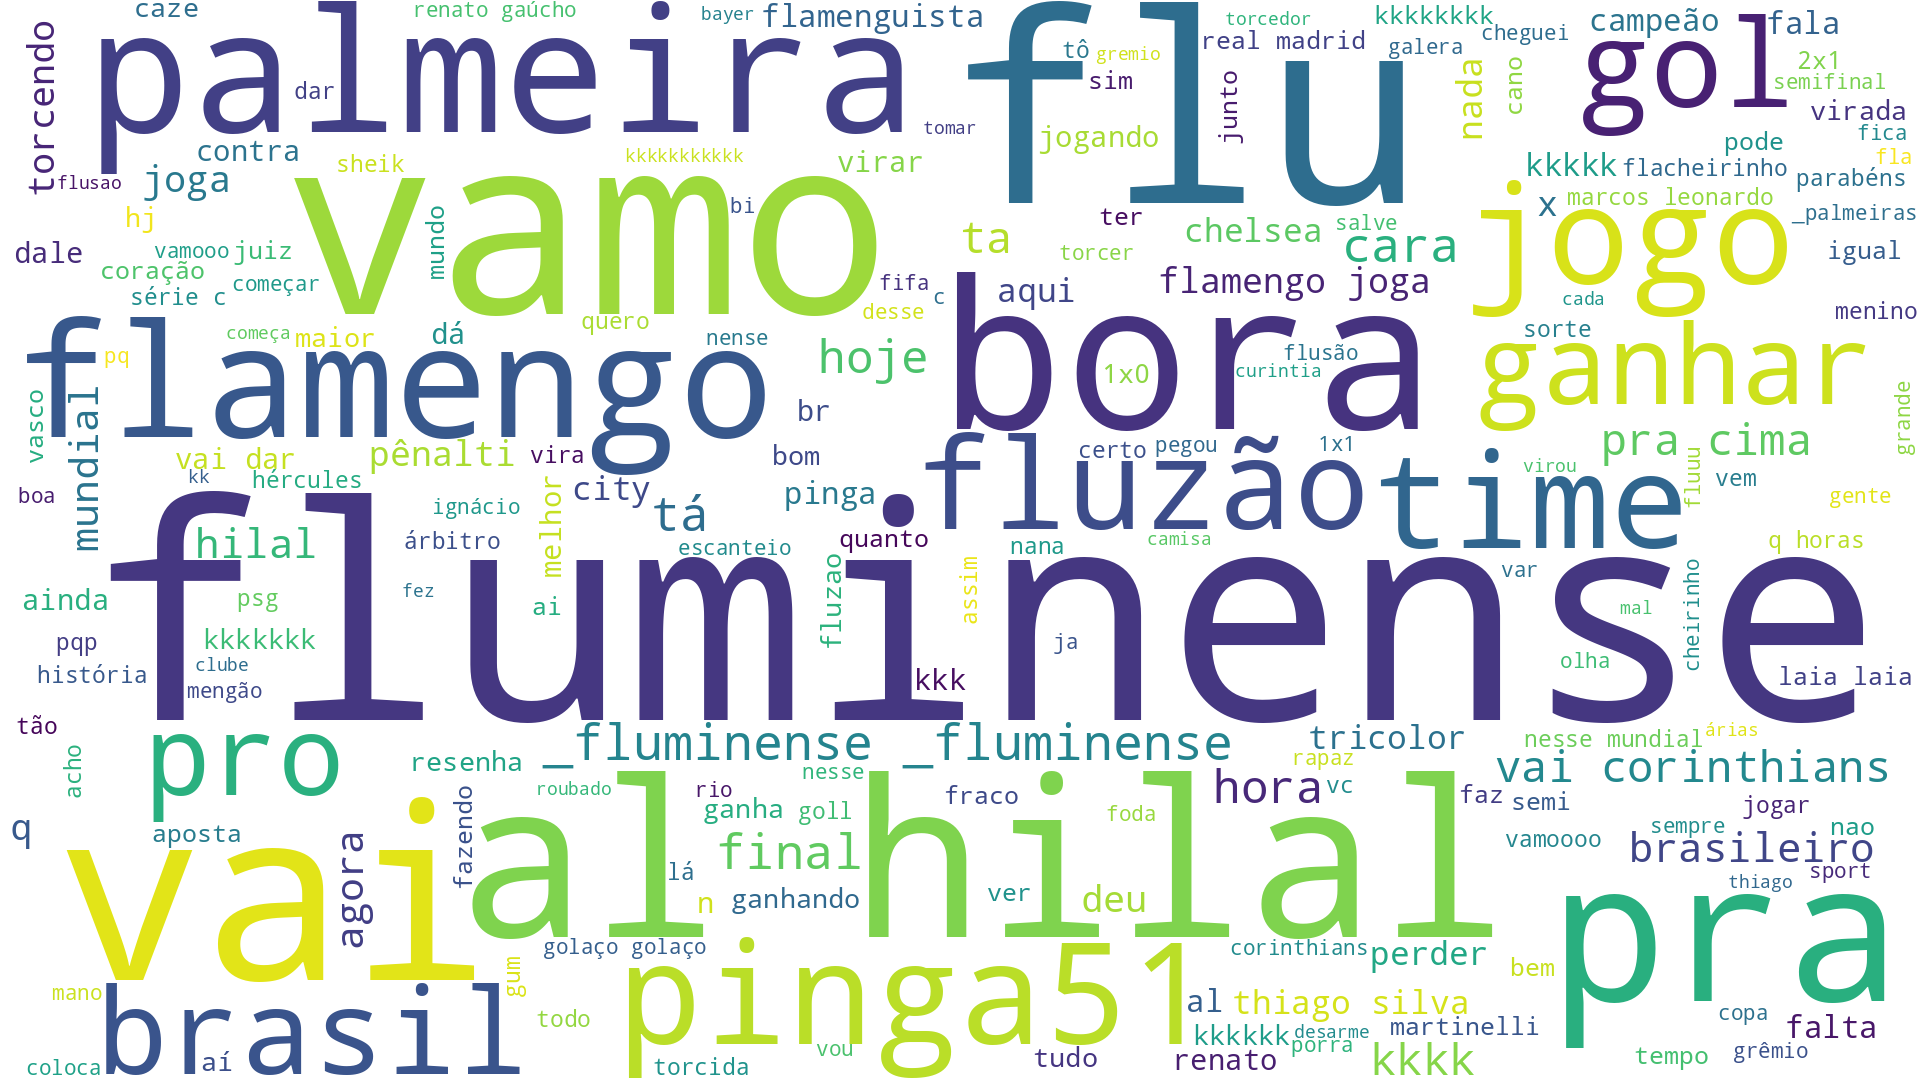 caze
renato gaúcho
bayer
flamenguista
torcedor
kkkkkkkk
cheguei
campeão
fala
torcendo
palmeira
flu
tô
gremio
real madrid
galera
gol
2x1
semifinal
dar
sim
junto
nada
cano
virada
tomar
jogando
pode
fica
contra
sheik
kkkkkkkkkkk
virar
kkkkk
flacheirinho
fla
flusao
joga
vamo
marcos leonardo
parabéns
hj
mundo
bi
ter
chelsea
salve
x
jogo
_palmeiras
dale
vamooo
juiz
ta
torcer
cara
igual
coração
série c
começar
fifa
c
aqui
flamengo joga
cada
desse
bora
menino
começa
maior
dá
quero
nense
sorte
ganhar
flamengo
pq
hoje
flusão
curintia
1x0
vasco
mundial
br
grande
vai dar
pênalti
vira
bom
fluzão
certo
pegou
1x1
pra cima
boa
kk
hércules
city
pinga
time
virou
fluuu
vem
gente
ignácio
melhor
tá
hilal
árbitro
escanteio
quanto
nana
camisa
q horas
fluminense
ainda
psg
fez
ai
fluzao
assim
var
cheirinho
mal
pqp
kkkkkkk
ja
história
clube
mengão
kkk
olha
laia laia
tão
pro
_fluminense _fluminense
tricolor
nesse mundial
árias
acho
resenha
nesse
rapaz
vai corinthians
roubado
rio
hora
vc
faz
semi
q
aposta
fazendo
al hilal
ganha
goll
fraco
foda
jogar
vai
agora
final
vamoooo
sempre
nao
brasileiro
lá
n
ganhando
ver
deu
thiago
sport
golaço golaço
corinthians
perder
pra
mano
brasil
gum
pinga51
bem
todo
al
thiago silva
martinelli
copa
falta
coloca
aí
torcida
vou
tudo
kkkkkk
desarme
porra
renato
kkkk
tempo
grêmio